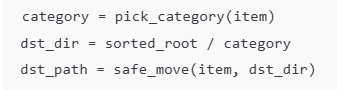 category = pick_category(item)
dst_dir = sorted_root / category
dst_path = safe_move(item, dst_dir)